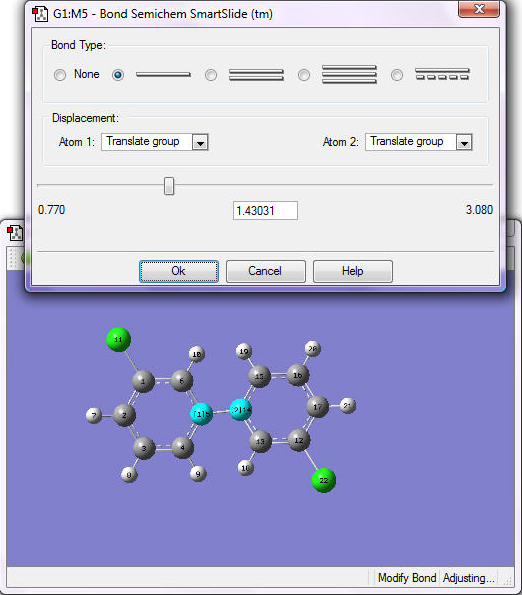 G1:M5 - Bond Semichem SmartSlide (tm)
Bond Type:
None
Displacement:
Atom 1: Translate group Atom 2: Translate group
0.770 1.43031 3.080
Ok Cancel Help
11
10 19 20
1 6 15 16
7 2 [1]5 [2]14 17 21
3 4 13 12
8 9 18 22
Modify Bond Adjusting...